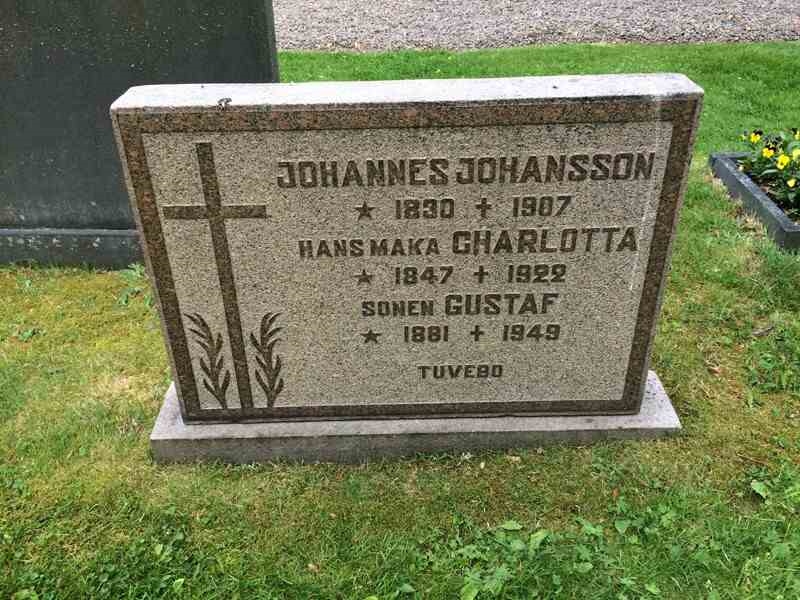 JOHANNES JOHANSSON
★ 1830 ✝ 1907
HANS MAKA CHARLOTTA
★ 1847 ✝ 1922
SONEN GUSTAF
★ 1881 ✝ 1949
TUVEBO